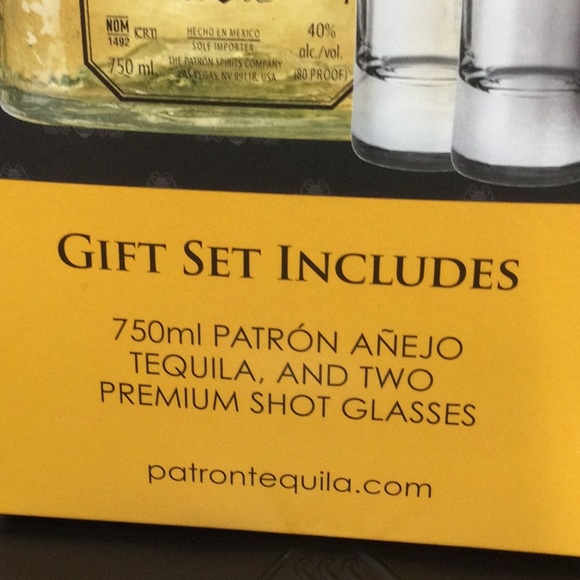 NOM
1492
CRT
HECHO EN MEXICO
SOLE IMPORTER
THE PATRÓN SPIRITS COMPANY
LAS VEGAS, NV 89118, USA
750 ml
40%
alc./vol.
(80 PROOF)
GIFT SET INCLUDES
750ml PATRÓN AÑEJO
TEQUILA, AND TWO
PREMIUM SHOT GLASSES
patrontequila.com